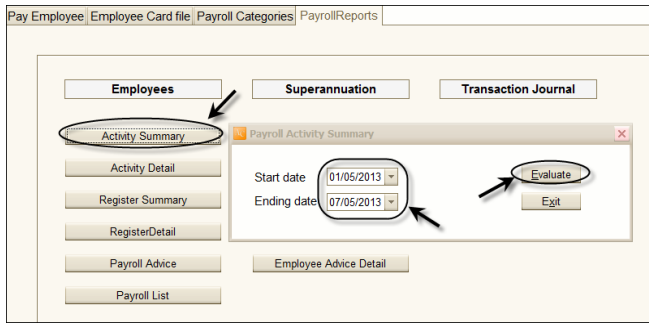 Pay Employee Employee Card file Payroll Categories PayrollReports
Employees Superannuation Transaction Journal
Activity Summary
Payroll Activity Summary
Activity Detail
Start date 01/05/2013
Evaluate
Register Summary
Ending date 07/05/2013
Exit
RegisterDetail
Payroll Advice
Employee Advice Detail
Payroll List